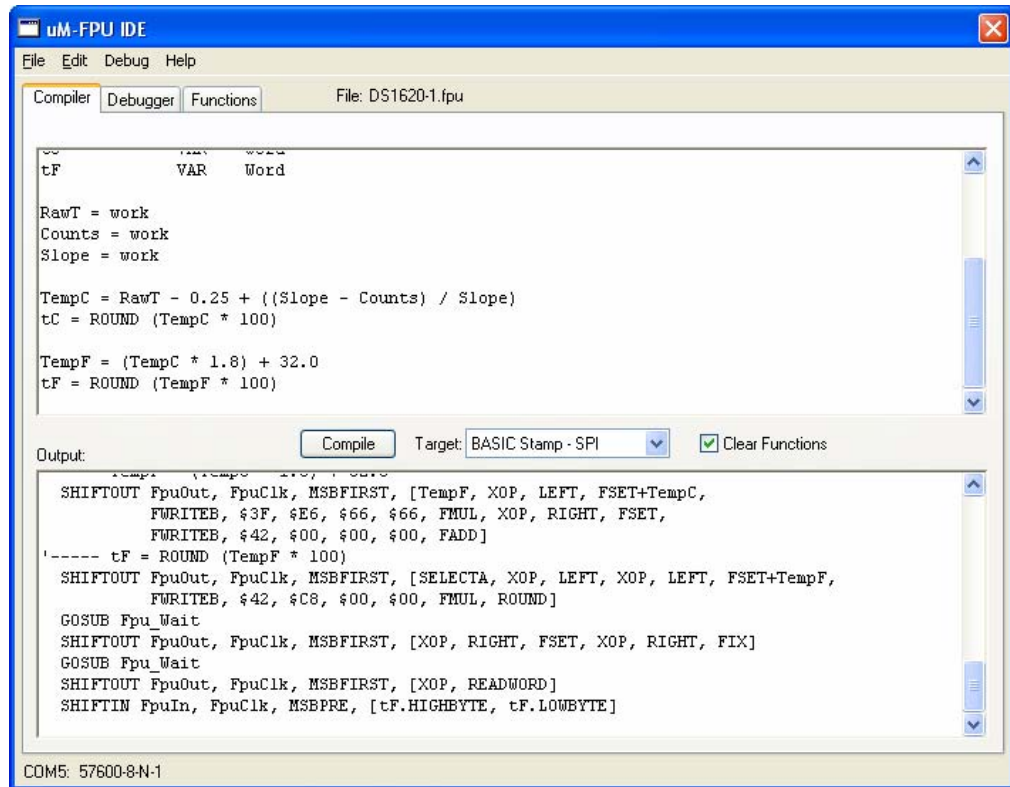 uM-FPU IDE
File Edit Debug Help
Compiler Debugger Functions File: DS1620-1.fpu
tF VAR Word
RawT = work
Counts = work
Slope = work
TempC = RawT - 0.25 + ((Slope - Counts) / Slope)
tC = ROUND (TempC * 100)
TempF = (TempC * 1.8) + 32.0
tF = ROUND (TempF * 100)
Output: Compile Target: BASIC Stamp - SPI Clear Functions
SHIFTOUT FpuOut, FpuClk, MSBFIRST, [TempF, XOP, LEFT, FSET+TempC,
FWRITEB, $3F, $E6, $66, $66, FMUL, XOP, RIGHT, FSET,
FWRITEB, $42, $00, $00, $00, FADD]
'----- tF = ROUND (TempF * 100)
SHIFTOUT FpuOut, FpuClk, MSBFIRST, [SELECTA, XOP, LEFT, XOP, LEFT, FSET+TempF,
FWRITEB, $42, $C8, $00, $00, FMUL, ROUND]
GOSUB Fpu_Wait
SHIFTOUT FpuOut, FpuClk, MSBFIRST, [XOP, RIGHT, FSET, XOP, RIGHT, FIX]
GOSUB Fpu_Wait
SHIFTOUT FpuOut, FpuClk, MSBFIRST, [XOP, READWORD]
SHIFTIN FpuIn, FpuClk, MSBPRE, [tF.HIGHBYTE, tF.LOWBYTE]
COM5: 57600-8-N-1